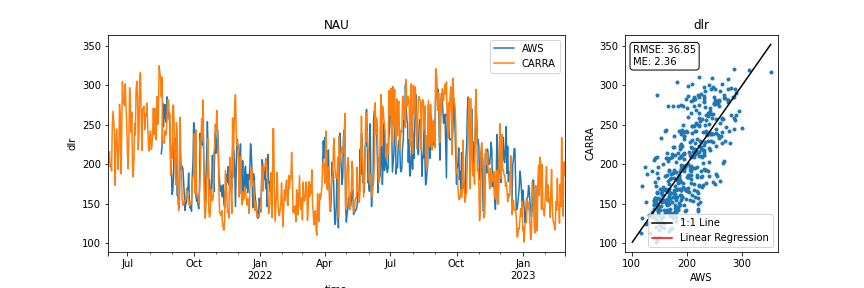 NAU
dlr
350
300
250
200
150
100
dlr
AWS
CARRA
Jul
Oct
Jan
2022
Apr
Jul
Oct
Jan
2023
time
dlr
350
300
250
200
150
100
CARRA
RMSE: 36.85
ME: 2.36
1:1 Line
Linear Regression
100
200
300
AWS